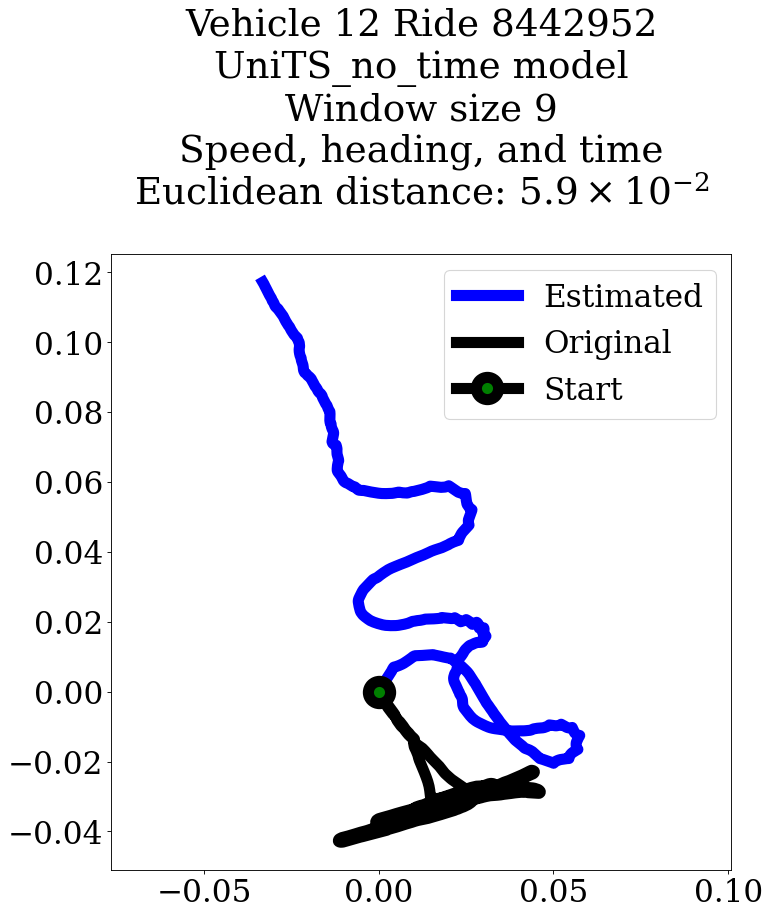 Vehicle 12 Ride 8442952
UniTS_no_time model
Window size 9
Speed, heading, and time
Euclidean distance: 5.9 × 10⁻²
Estimated
Original
Start
0.12
0.10
0.08
0.06
0.04
0.02
0.00
−0.02
−0.04
−0.05
0.00
0.05
0.10